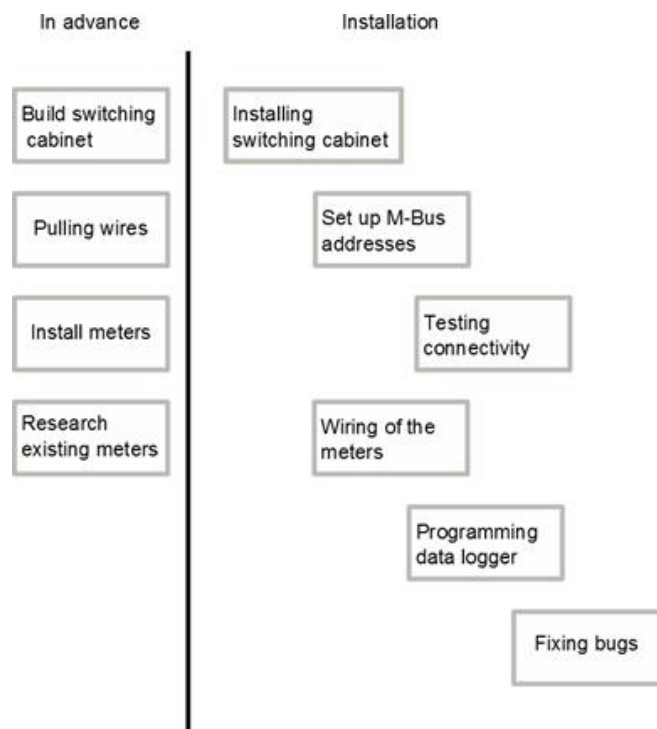 In advance
Installation
Build switching
cabinet
Installing
switching cabinet
Pulling wires
Set up M-Bus
addresses
Install meters
Testing
connectivity
Research
existing meters
Wiring of the
meters
Programming
data logger
Fixing bugs